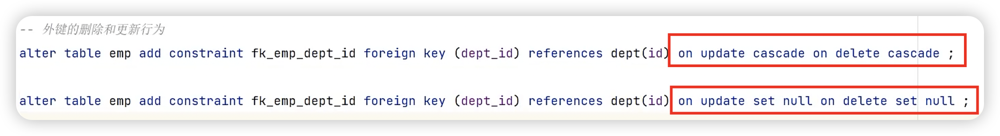 -- 外键的删除和更新行为
alter table emp add constraint fk_emp_dept_id foreign key (dept_id) references dept(id) on update cascade on delete cascade ;
alter table emp add constraint fk_emp_dept_id foreign key (dept_id) references dept(id) on update set null on delete set null ;